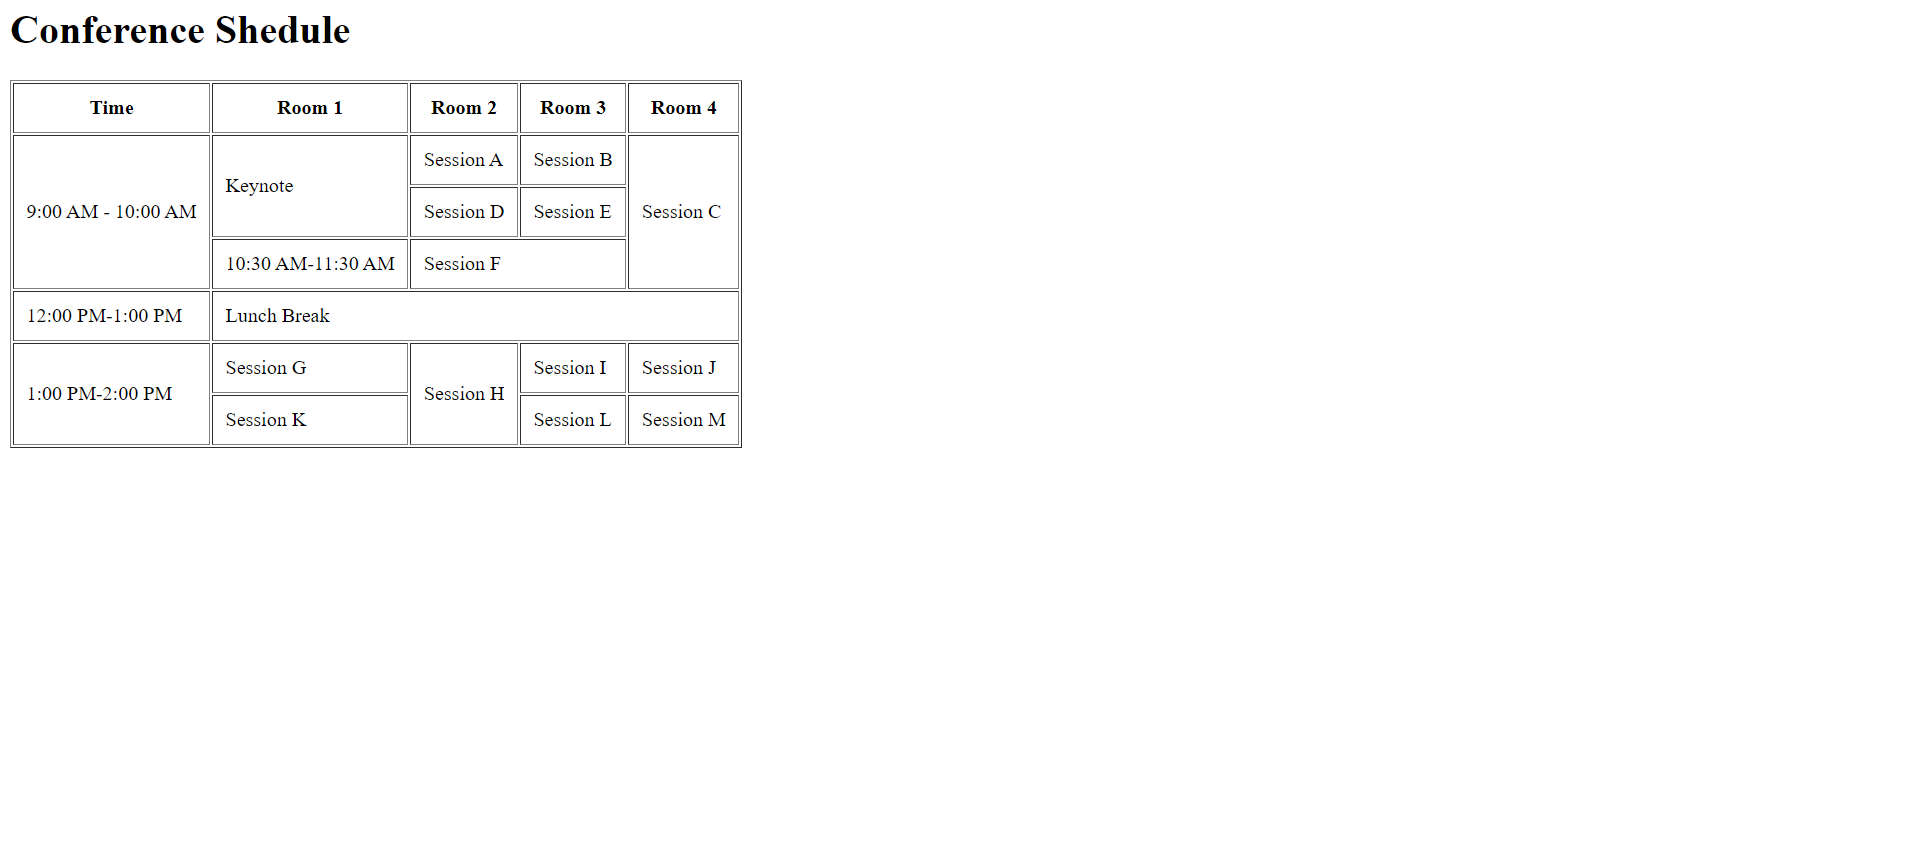 Conference Shedule
Time Room 1 Room 2 Room 3 Room 4
9:00 AM - 10:00 AM Keynote Session A Session B Session C
Session D Session E
10:30 AM-11:30 AM Session F
12:00 PM-1:00 PM Lunch Break
1:00 PM-2:00 PM Session G Session H Session I Session J
Session K Session L Session M